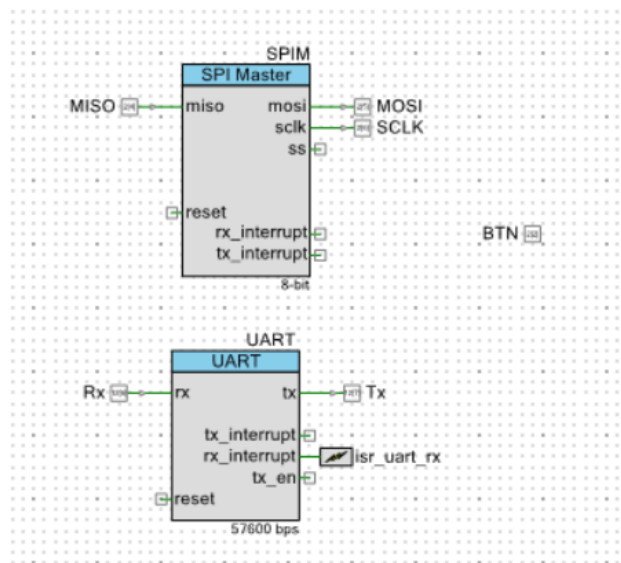 SPIM
SPI Master
MISO miso mosi MOSI
sclk SCLK
ss
reset
rx_interrupt
tx_interrupt
8-bit
BTN
UART
UART
Rx rx tx Tx
tx_interrupt
rx_interrupt isr_uart_rx
tx_en
reset
57600 bps